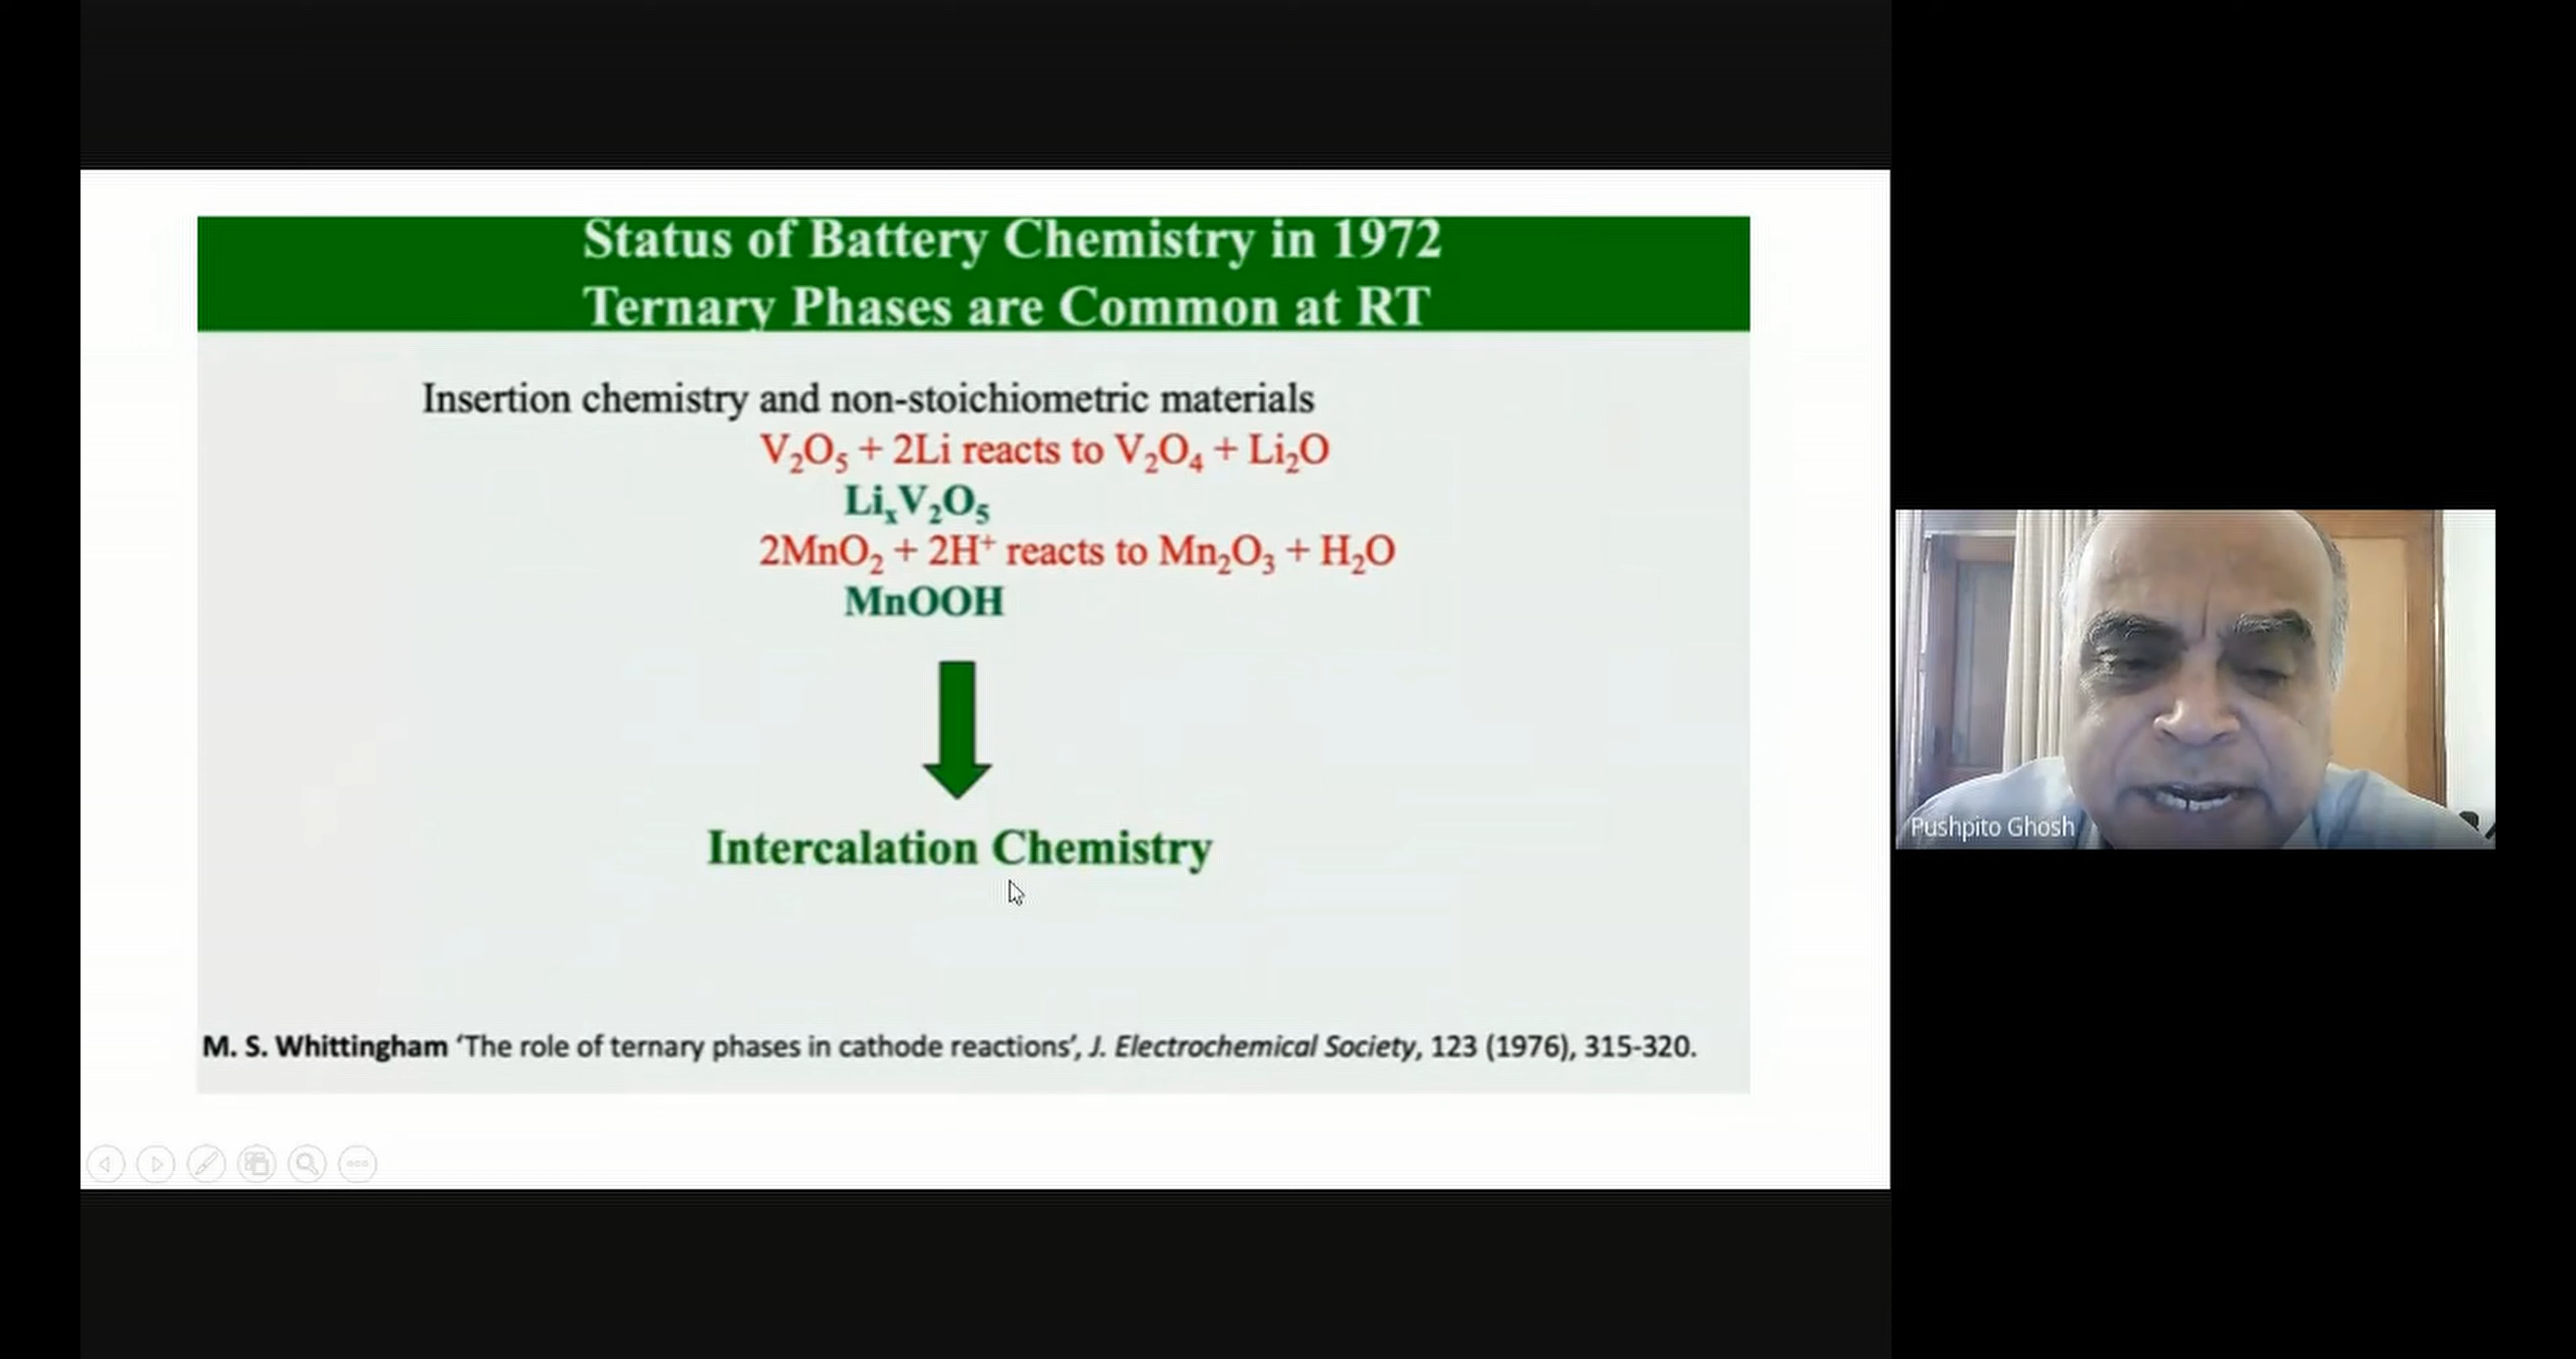 Status of Battery Chemistry in 1972
Ternary Phases are Common at RT
Insertion chemistry and non-stoichiometric materials
V₂O₅ + 2Li reacts to V₂O₄ + Li₂O
LiₓV₂O₅
2MnO₂ + 2H⁺ reacts to Mn₂O₃ + H₂O
MnOOH
Intercalation Chemistry
M. S. Whittingham ‘The role of ternary phases in cathode reactions’, J. Electrochemical Society, 123 (1976), 315-320.
Pushpito Ghosh